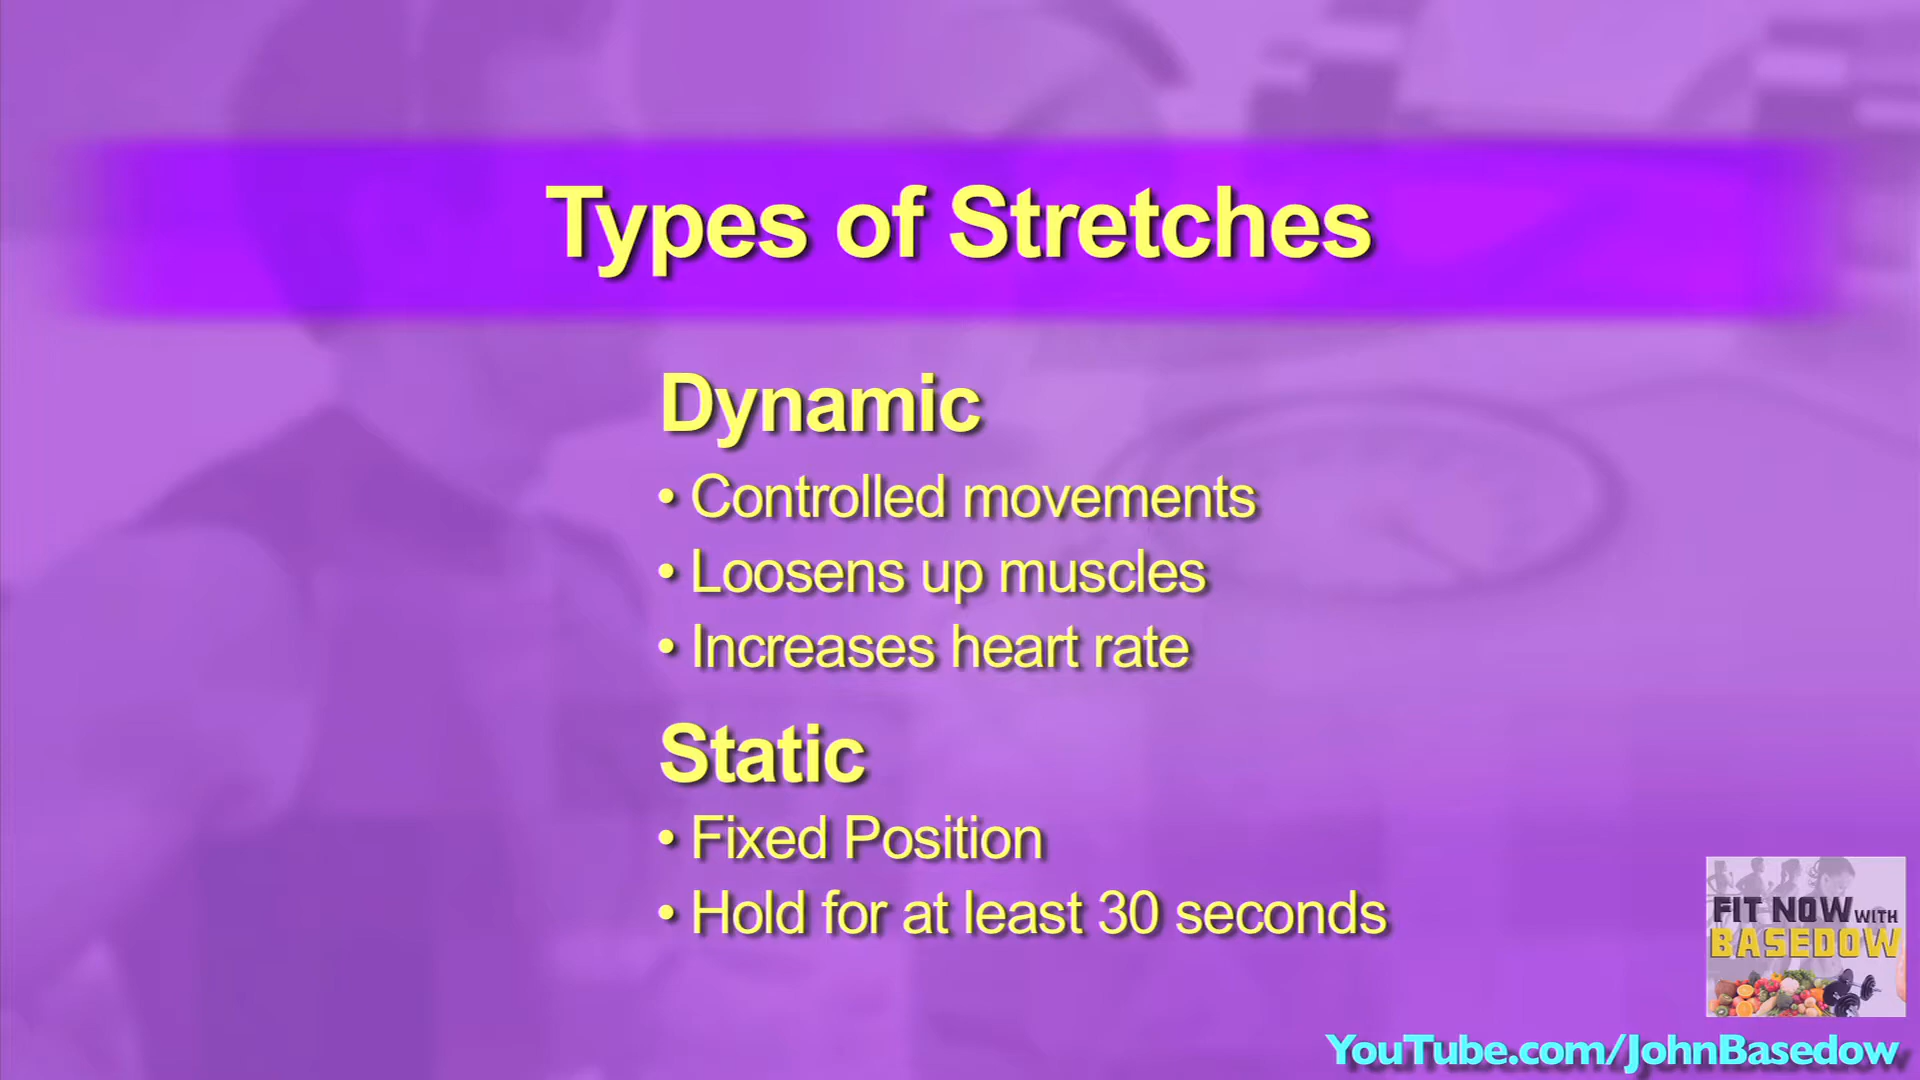 Types of Stretches
Dynamic
• Controlled movements
• Loosens up muscles
• Increases heart rate
Static
• Fixed Position
• Hold for at least 30 seconds
FIT NOW WITH
BASEDOW
YouTube.com/JohnBasedow